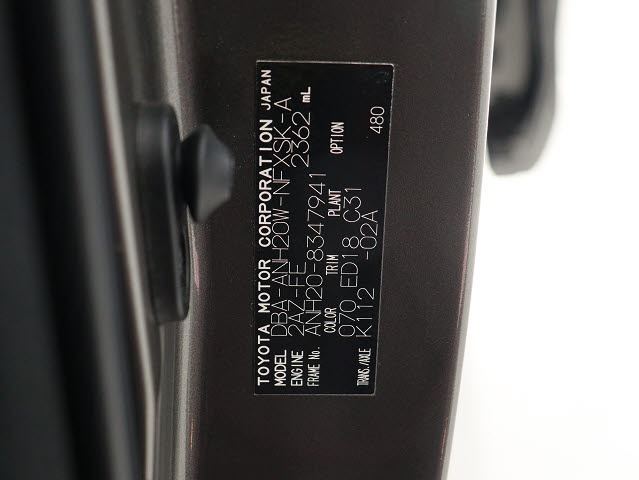 TOYOTA MOTOR CORPORATION JAPAN
MODEL DBA-ANH20W-NFXSK-A
ENGINE 2AZ-FE 2362 mL
FRAME No. ANH20-8347941
COLOR TRIM PLANT OPTION
070 ED18 C31 480
TRANS./AXLE K112 -02A